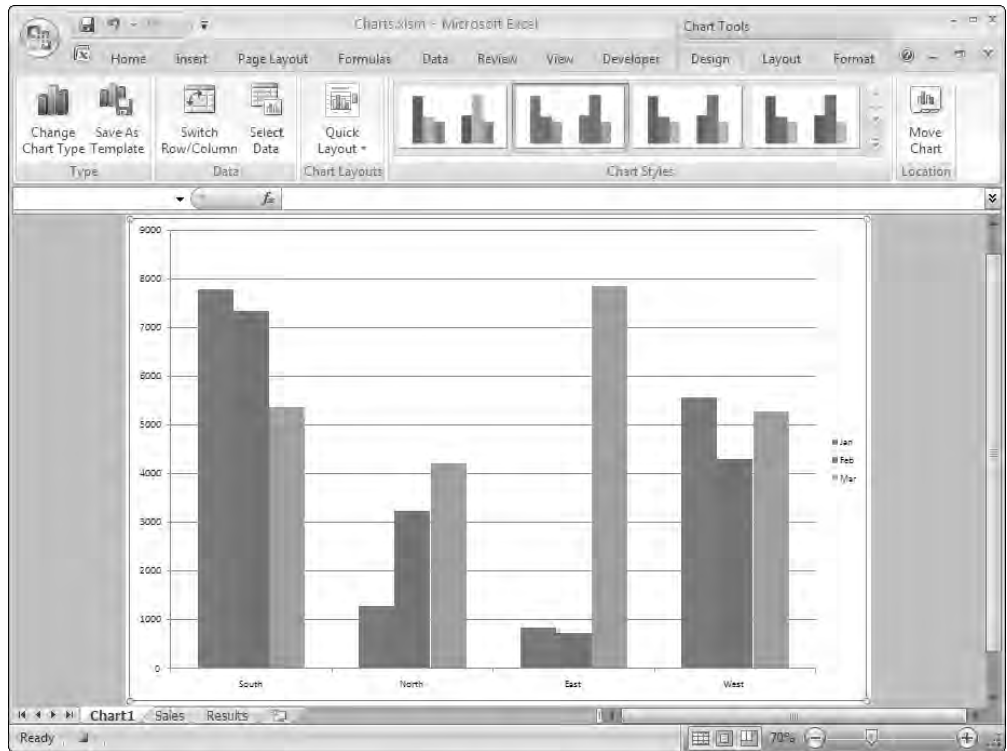 Charts.xlsm - Microsoft Excel
Chart Tools
Home Insert Page Layout Formulas Data Review View Developer Design Layout Format
Change Chart Type
Save As Template
Switch Row/Column
Select Data
Quick Layout
Move Chart
Type
Data
Chart Layouts
Chart Styles
Location
fx
9000
8000
7000
6000
5000
4000
3000
2000
1000
0
Jan
Feb
Mar
South North East West
Chart1 Sales Results
Ready
70%